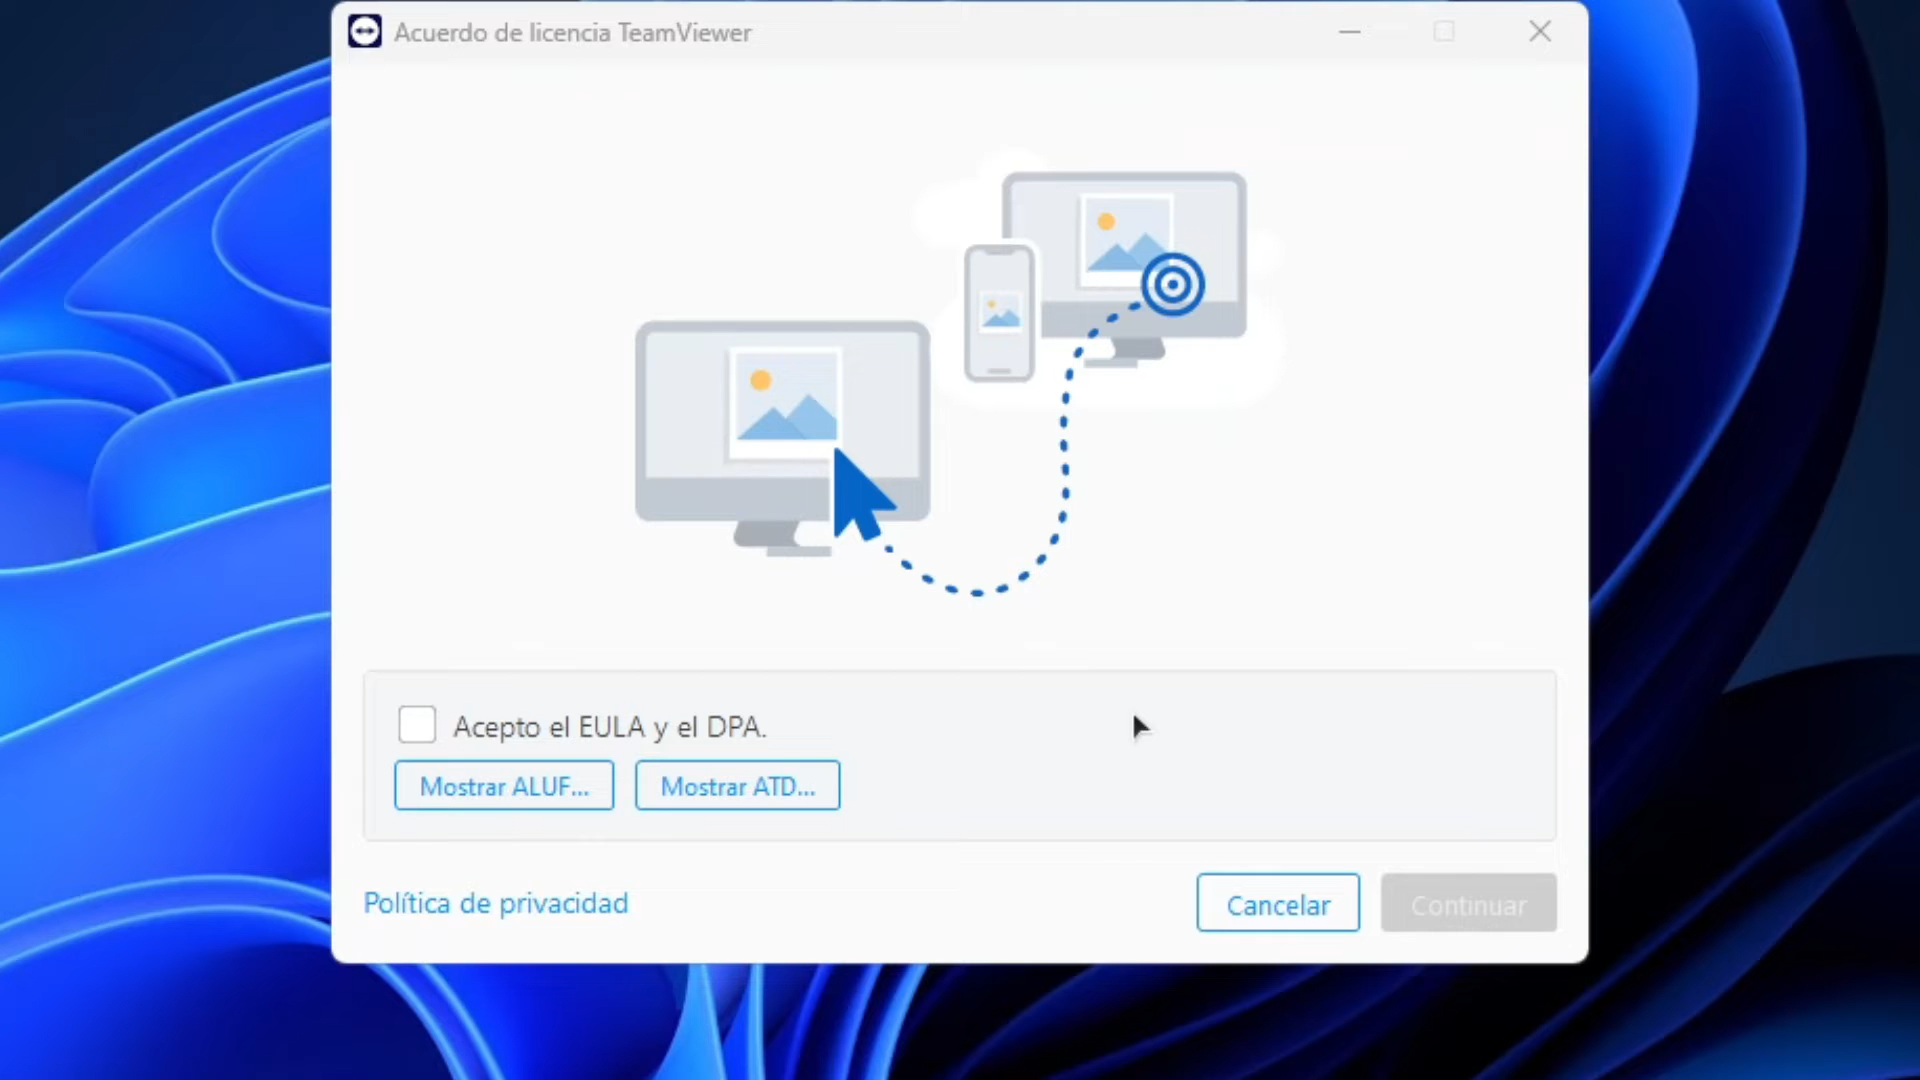 Acuerdo de licencia TeamViewer
Acepto el EULA y el DPA.
Mostrar ALUF...
Mostrar ATD...
Política de privacidad
Cancelar
Continuar